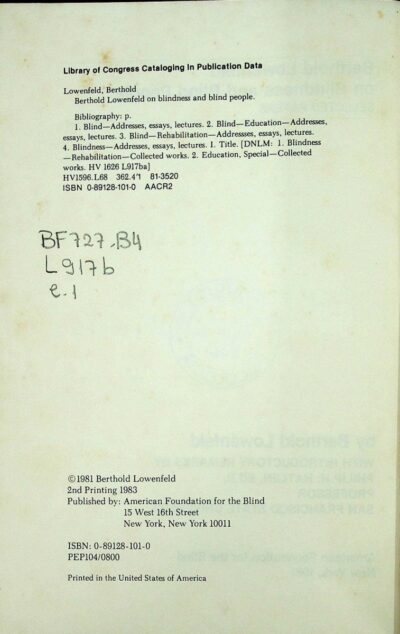 Library of Congress Cataloging in Publication Data
Lowenfeld, Berthold
Berthold Lowenfeld on blindness and blind people.
Bibliography: p.
1. Blind—Addresses, essays, lectures. 2. Blind—Education—Addresses,
essays, lectures. 3. Blind—Rehabilitation—Addressses, essays, lectures.
4. Blindness—Addresses, essays, lectures. I. Title. [DNLM: 1. Blindness
—Rehabilitation—Collected works. 2. Education, Special—Collected
works. HV 1626 L917ba]
HV1596.L68 362.4'1 81-3520
ISBN 0-89128-101-0 AACR2
BF727.B4
L917b
e.1
©1981 Berthold Lowenfeld
2nd Printing 1983
Published by: American Foundation for the Blind
15 West 16th Street
New York, New York 10011
ISBN: 0-89128-101-0
PEP104/0800
Printed in the United States of America